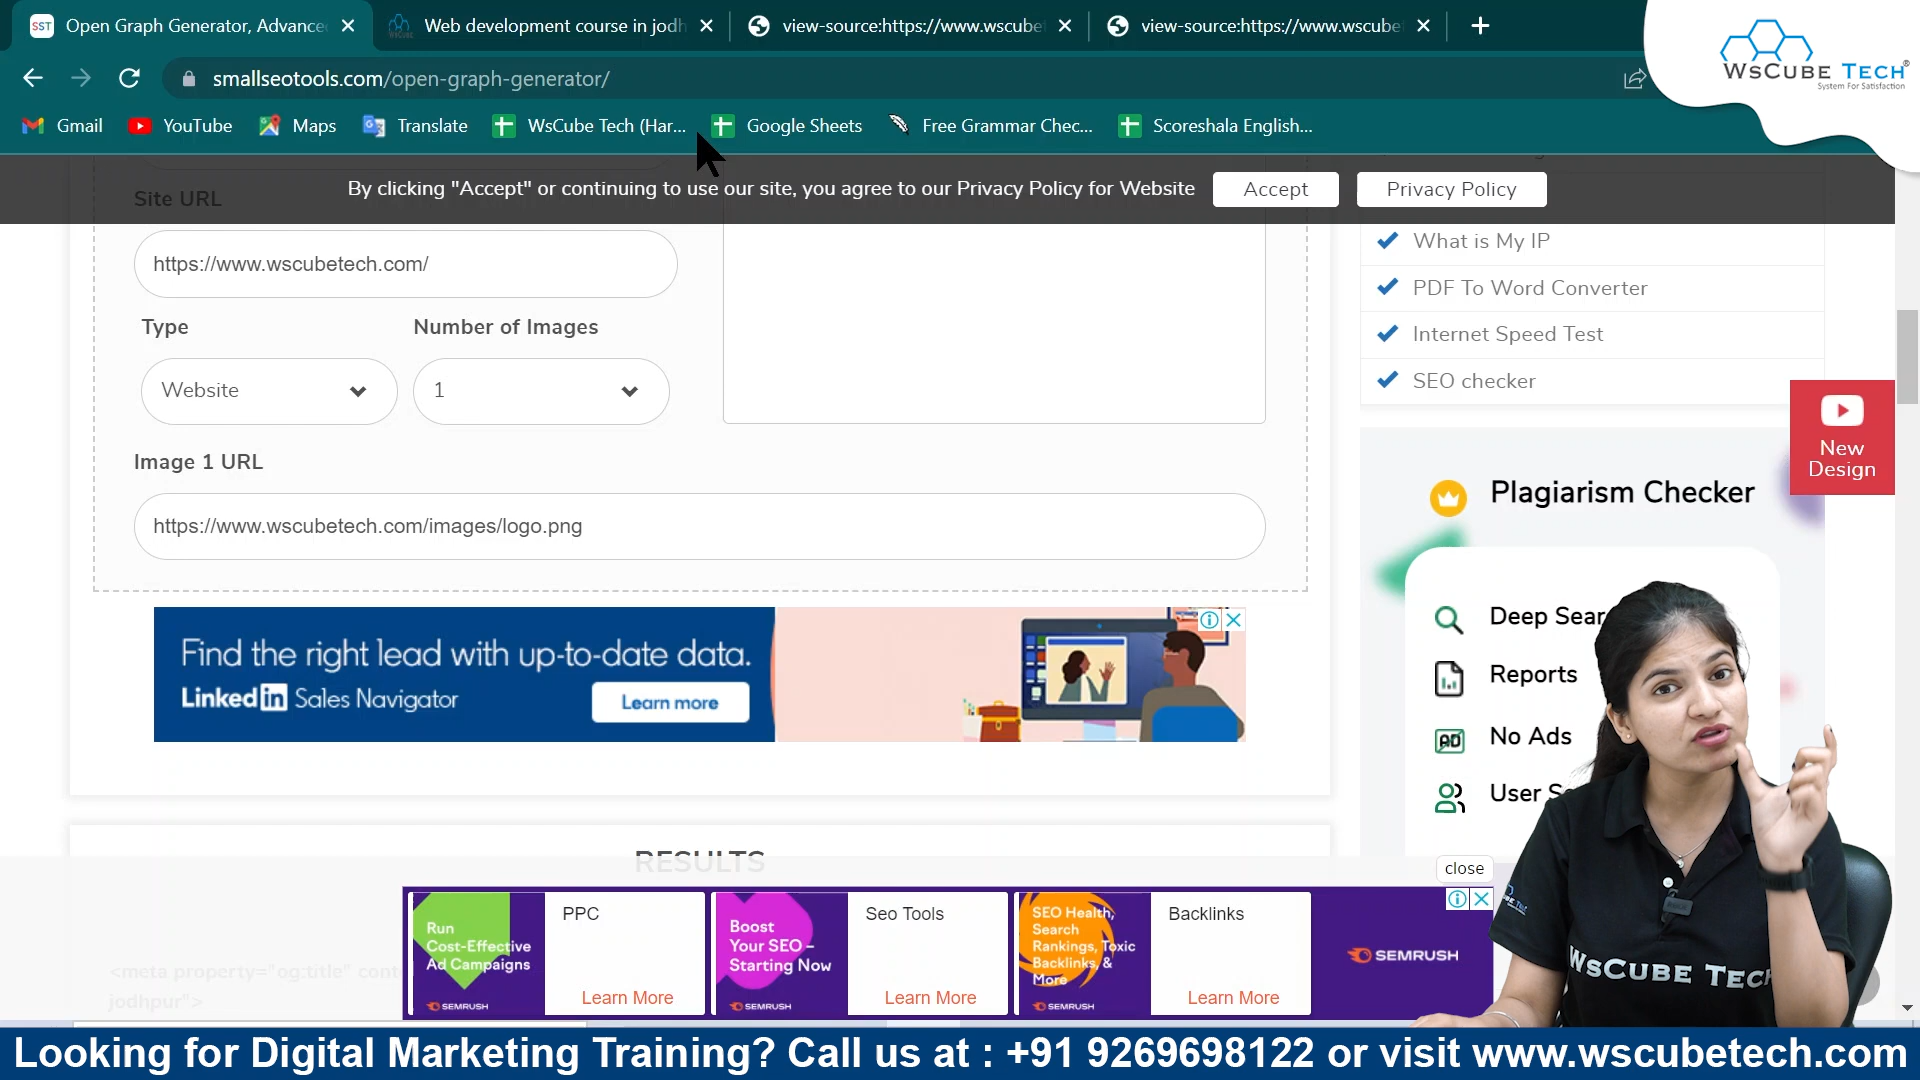 SST Open Graph Generator, Advance
Web development course in jodh
view-source:https://www.wscube
view-source:https://www.wscube
smallseotools.com/open-graph-generator/
WsCube Tech®
System For Satisfaction
Gmail
YouTube
Maps
Translate
WsCube Tech (Har...
Google Sheets
Free Grammar Chec...
Scoreshala English...
By clicking "Accept" or continuing to use our site, you agree to our Privacy Policy for Website
Accept
Privacy Policy
Site URL
https://www.wscubetech.com/
Type
Number of Images
Website
1
Image 1 URL
https://www.wscubetech.com/images/logo.png
What is My IP
PDF To Word Converter
Internet Speed Test
SEO checker
New
Design
Plagiarism Checker
Deep Sear
Reports
No Ads
User S
Find the right lead with up-to-date data.
LinkedIn Sales Navigator
Learn more
RESULTS
close
<meta property="og:title" cont
jodhpur">
Run
Cost-Effective
Ad Campaigns
SEMRUSH
PPC
Learn More
Boost
Your SEO –
Starting Now
SEMRUSH
Seo Tools
Learn More
SEO Health,
Search
Rankings, Toxic
Backlinks, &
More
SEMRUSH
Backlinks
Learn More
SEMRUSH
WsCube Tech
Looking for Digital Marketing Training? Call us at : +91 9269698122 or visit www.wscubetech.com